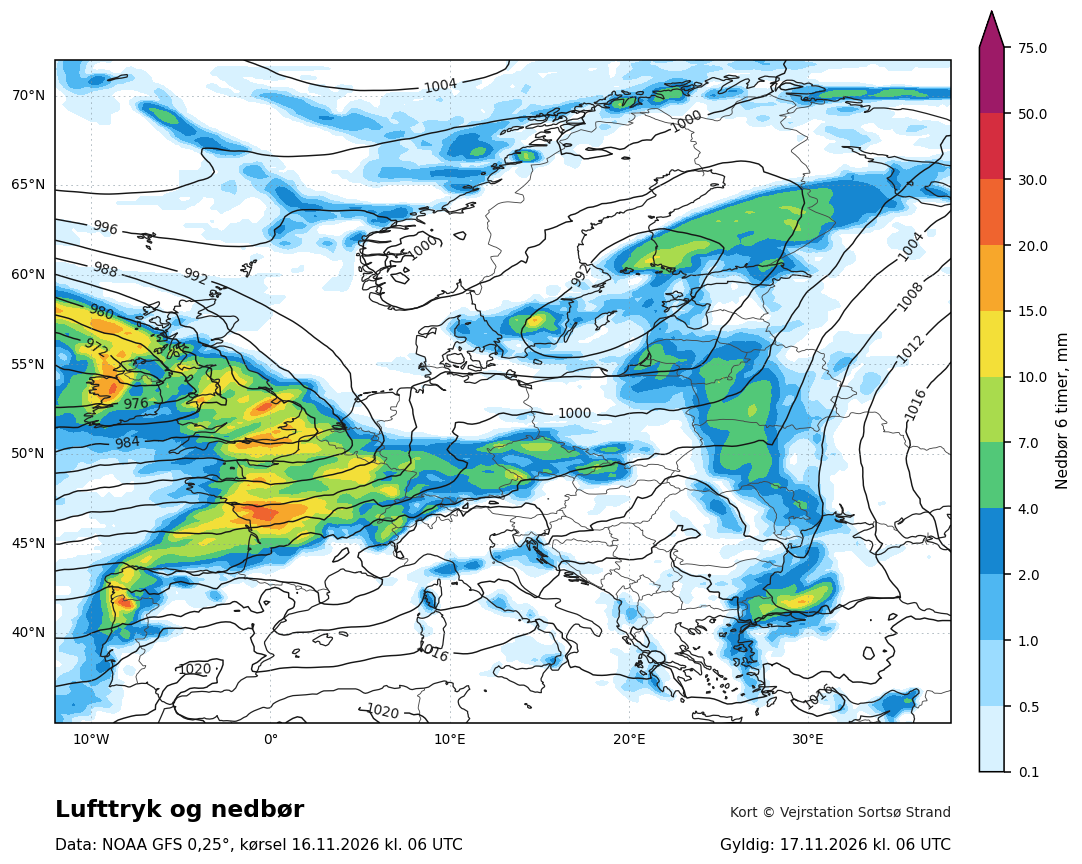 75.0
50.0
30.0
20.0
15.0
10.0
7.0
4.0
2.0
1.0
0.5
0.1
Nedbør 6 timer, mm
70°N
65°N
60°N
55°N
50°N
45°N
40°N
10°W
0°
10°E
20°E
30°E
1004
1000
996
988
992
1000
992
1004
1008
980
972
1012
976
1000
1016
984
1016
1020
1020
1016
Lufttryk og nedbør
Kort © Vejrstation Sortsø Strand
Data: NOAA GFS 0,25°, kørsel 16.11.2026 kl. 06 UTC
Gyldig: 17.11.2026 kl. 06 UTC